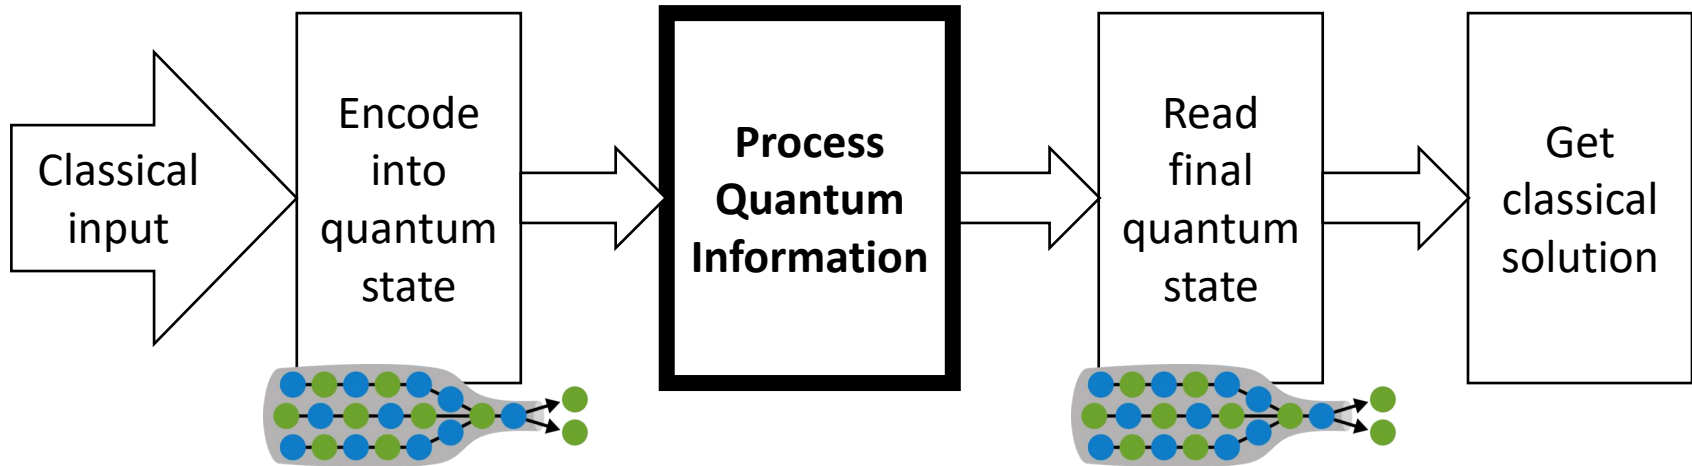 Classical
input
Encode
into
quantum
state
Process
Quantum
Information
Read
final
quantum
state
Get
classical
solution